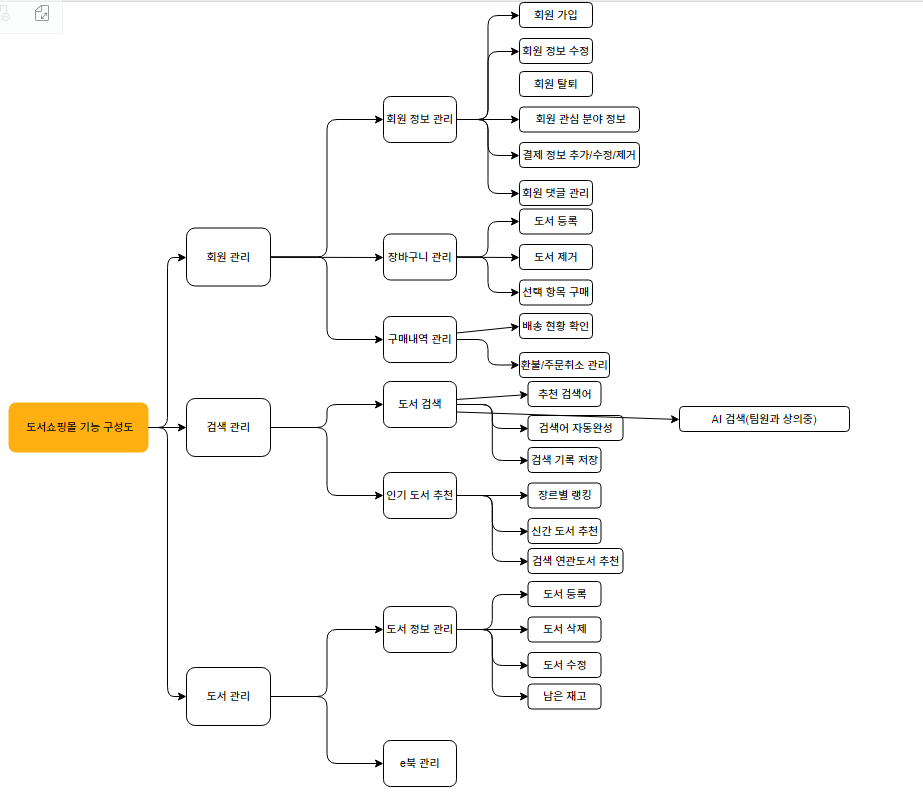 회원 가입
회원 정보 수정
회원 탈퇴
회원 정보 관리
회원 관심 분야 정보
결제 정보 추가/수정/제거
회원 댓글 관리
도서 등록
회원 관리
장바구니 관리
도서 제거
선택 항목 구매
배송 현황 확인
구매내역 관리
환불/주문취소 관리
추천 검색어
도서 검색
AI 검색(팀원과 상의중)
도서쇼핑몰 기능 구성도
검색 관리
검색어 자동완성
검색 기록 저장
인기 도서 추천
장르별 랭킹
신간 도서 추천
검색 연관도서 추천
도서 등록
도서 정보 관리
도서 삭제
도서 수정
도서 관리
남은 재고
e북 관리